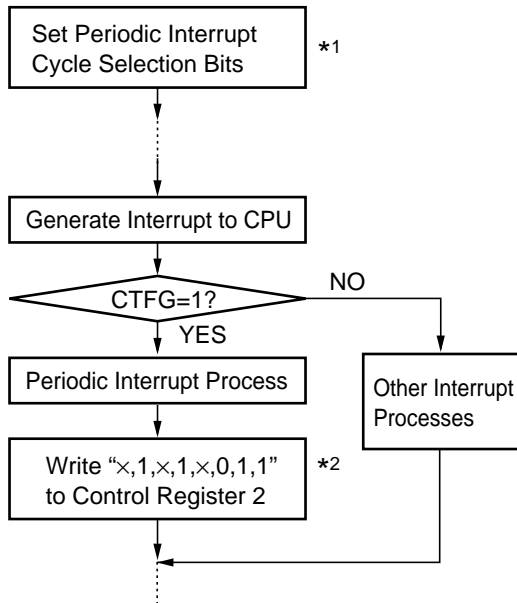 Set Periodic Interrupt
Cycle Selection Bits
*1
Generate Interrupt to CPU
CTFG=1?
NO
YES
Periodic Interrupt Process
Other Interrupt
Processes
Write “×,1,×,1,×,0,1,1”
to Control Register 2
*2